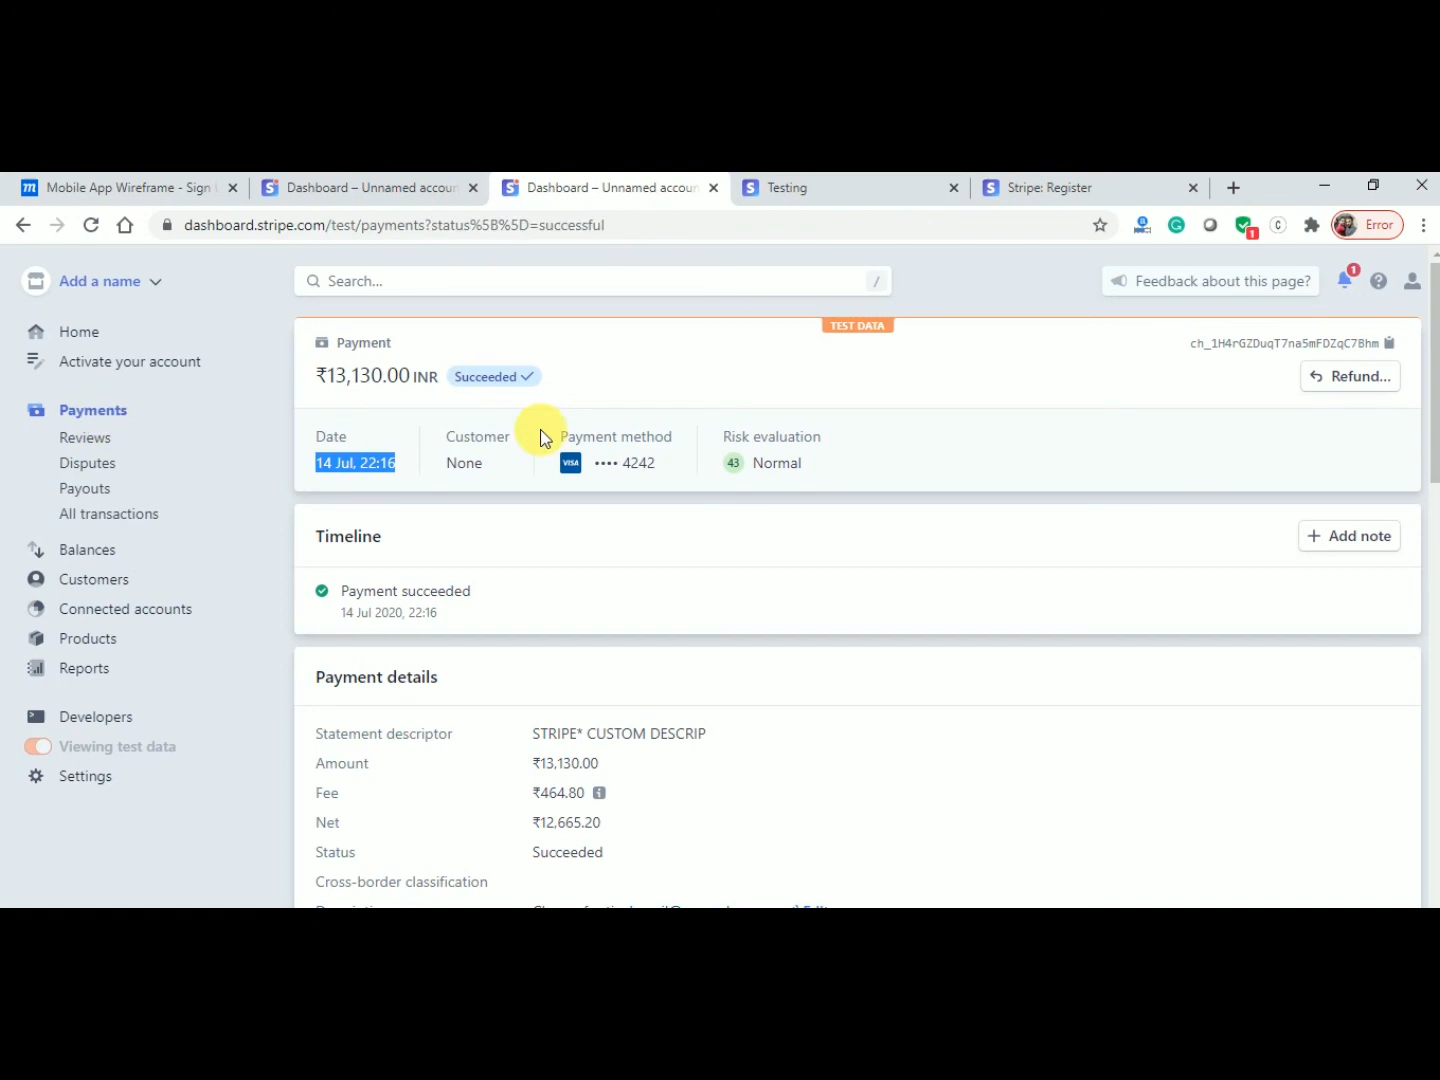 Mobile App Wireframe - Sign
Dashboard – Unnamed accoun
Dashboard – Unnamed accoun
Testing
Stripe: Register
dashboard.stripe.com/test/payments?status%5B%5D=successful
1
Error
Add a name
Search...
/
Feedback about this page?
1
Home
Activate your account
Payments
Reviews
Disputes
Payouts
All transactions
Balances
Customers
Connected accounts
Products
Reports
Developers
Viewing test data
Settings
TEST DATA
Payment
ch_1H4rGZDuqT7na5mFDZqC7Bhm
₹13,130.00 INR
Succeeded
Refund...
Date
Customer
Payment method
Risk evaluation
14 Jul, 22:16
None
VISA •••• 4242
43 Normal
Timeline
+ Add note
Payment succeeded
14 Jul 2020, 22:16
Payment details
Statement descriptor STRIPE* CUSTOM DESCRIP
Amount ₹13,130.00
Fee ₹464.80
Net ₹12,665.20
Status Succeeded
Cross-border classification